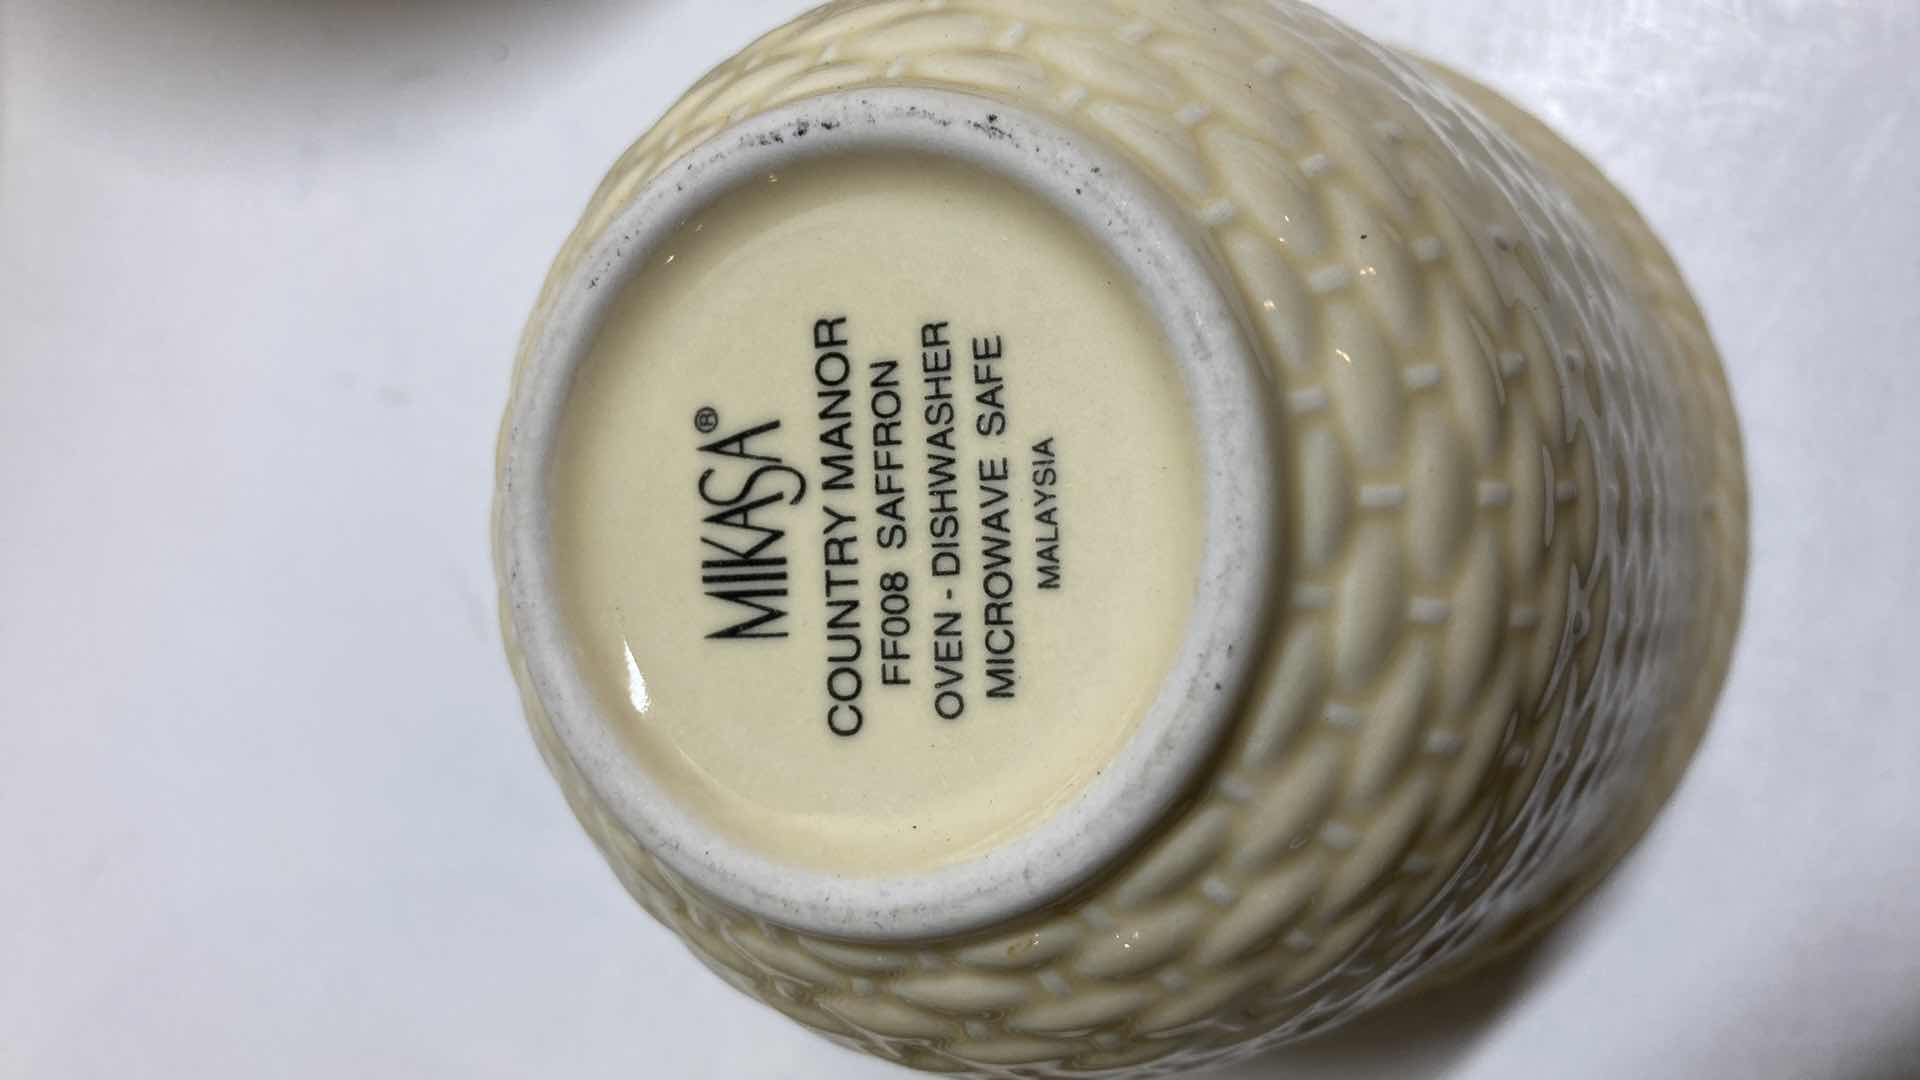 MIKASA®
COUNTRY MANOR
FF008 SAFFRON
OVEN - DISHWASHER
MICROWAVE SAFE
MALAYSIA